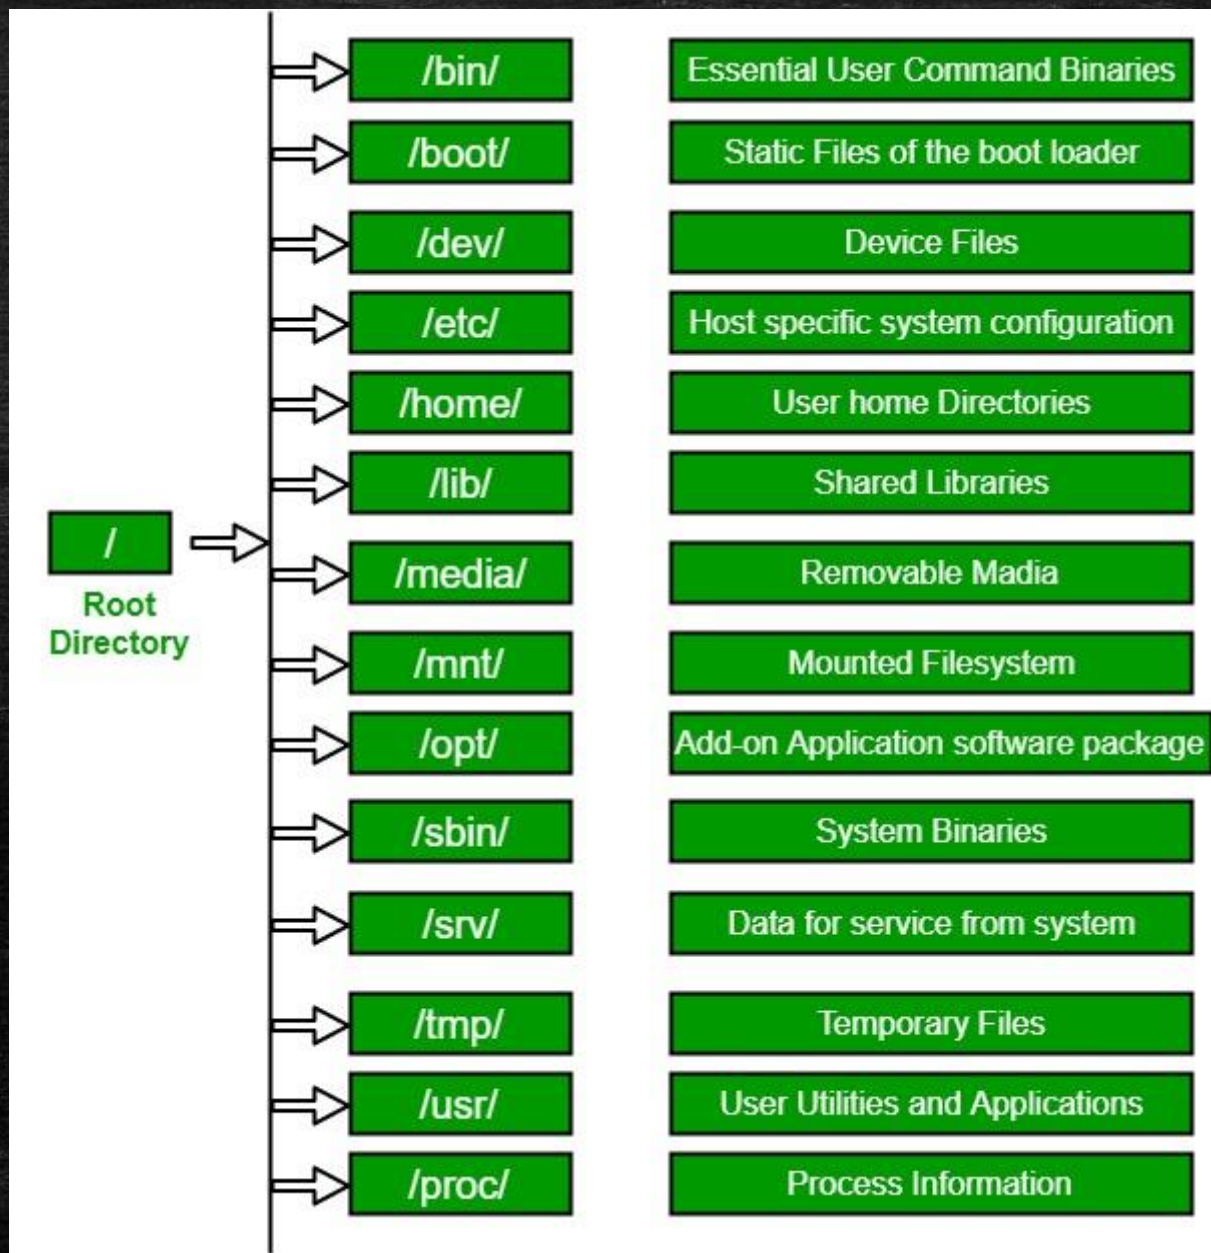 /bin/ Essential User Command Binaries
/boot/ Static Files of the boot loader
/dev/ Device Files
/etc/ Host specific system configuration
/home/ User home Directories
/lib/ Shared Libraries
/
Root
Directory
/media/ Removable Madia
/mnt/ Mounted Filesystem
/opt/ Add-on Application software package
/sbin/ System Binaries
/srv/ Data for service from system
/tmp/ Temporary Files
/usr/ User Utilities and Applications
/proc/ Process Information